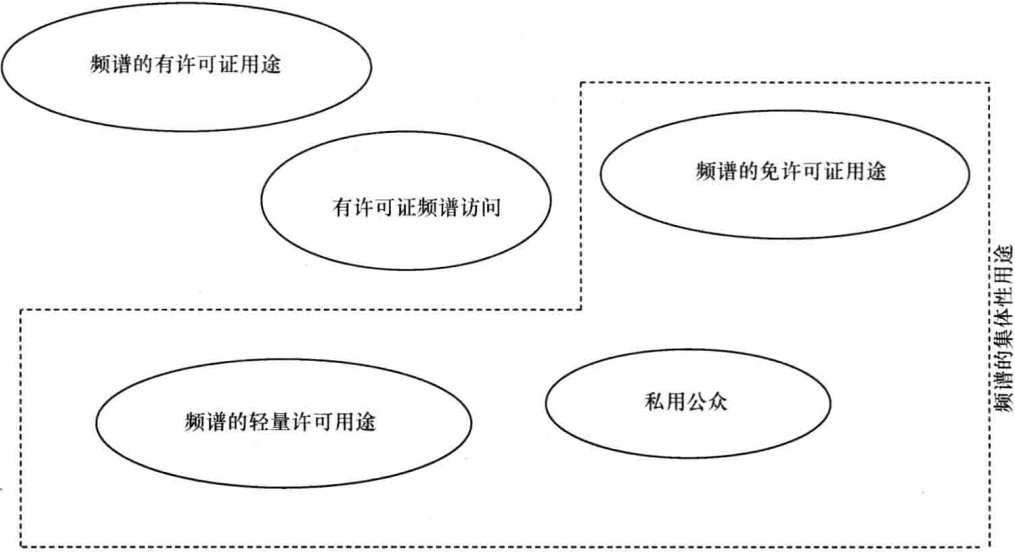 频谱的有许可证用途
频谱的免许可证用途
有许可证频谱访问
频谱的集体性用途
私用公众
频谱的轻量许可用途